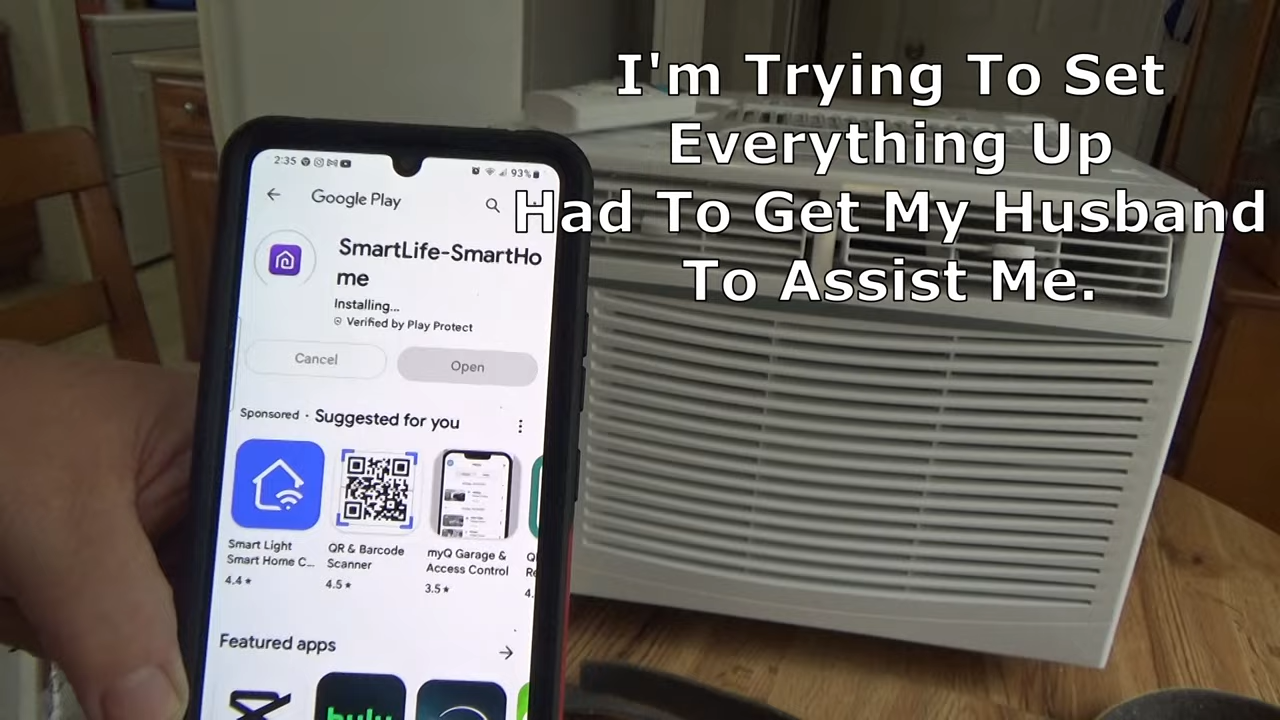 I'm Trying To Set
Everything Up
Had To Get My Husband
To Assist Me.
2:35
93%
Google Play
SmartLife-SmartHo
me
Installing...
Verified by Play Protect
Cancel
Open
Sponsored · Suggested for you
Smart Light
Smart Home C...
4.4 ★
QR & Barcode
Scanner
4.5 ★
myQ Garage &
Access Control
3.5 ★
Featured apps
hulu